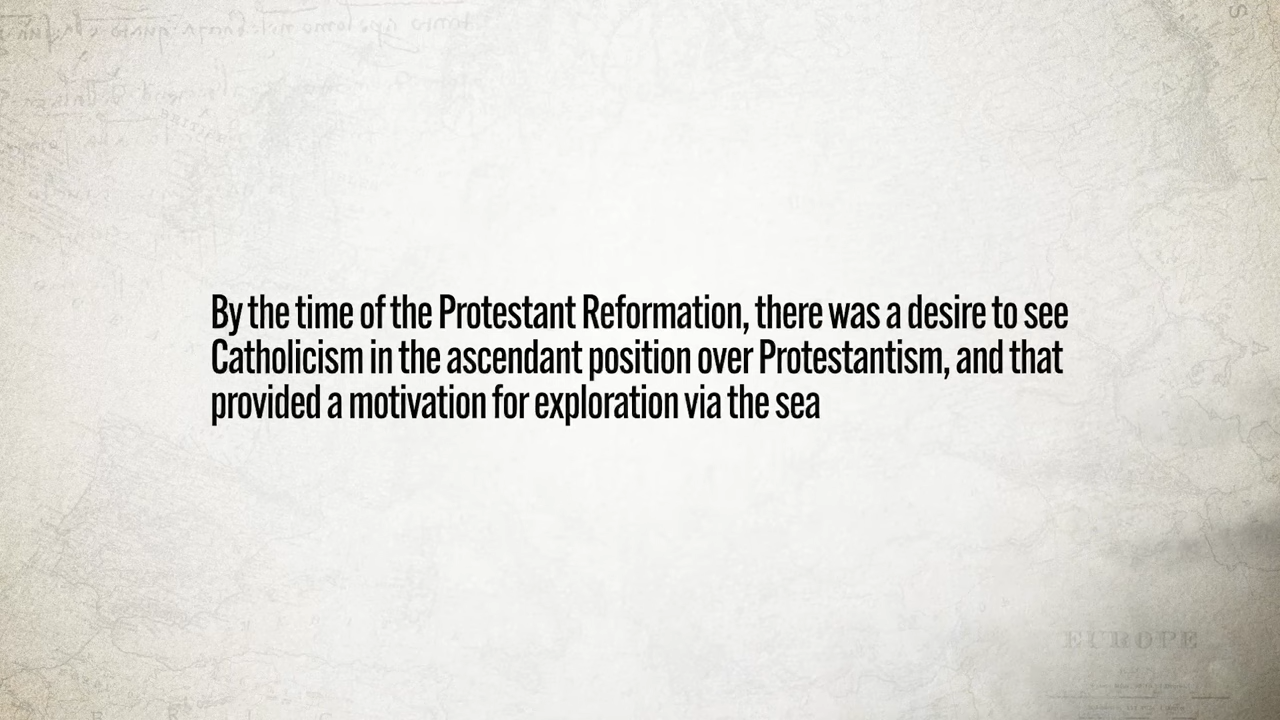 By the time of the Protestant Reformation, there was a desire to see
Catholicism in the ascendant position over Protestantism, and that
provided a motivation for exploration via the sea
EUROPE